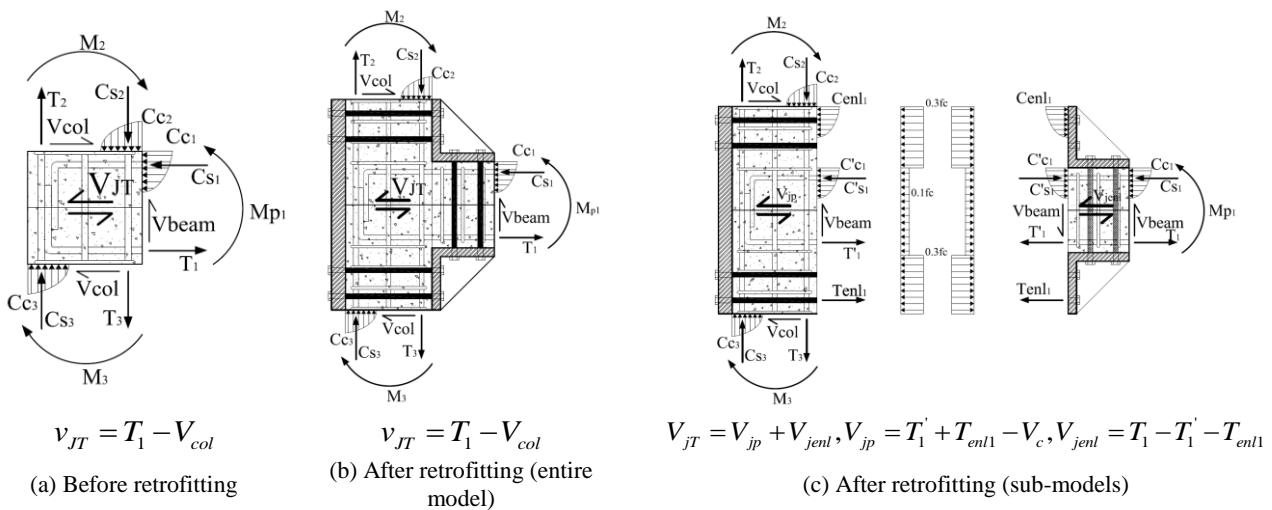 M2
T2
Cs2
Vcol
Cc2
Cc1
Cs1
VJT
Mp1
Vbeam
T1
Vcol
Cc3
Cs3
T3
M3
v_JT = T_1 − V_col
(a) Before retrofitting
M2
T2
Cs2
Cc2
Vcol
Cc1
Cs1
VJT
Vbeam
Mp1
T1
Cc3
Cs3
Vcol
T3
M3
v_JT = T_1 − V_col
(b) After retrofitting (entire
model)
M2
T2
Cs2
Cc2
Vcol
Cenl1
C'c1
C's1
Vjp
Vbeam
T'1
Tenl1
Cc3
Cs3
Vcol
T3
M3
0.3fc
0.1fc
0.3fc
Cenl1
C'c1
C's1
Cc1
Cs1
Vjenl
Vbeam
Vbeam
Mp1
T'1
T1
Tenl1
V_jT = V_jp + V_jenl , V_jp = T_1' + T_enl1 − V_c , V_jenl = T_1 − T_1' − T_enl1
(c) After retrofitting (sub-models)